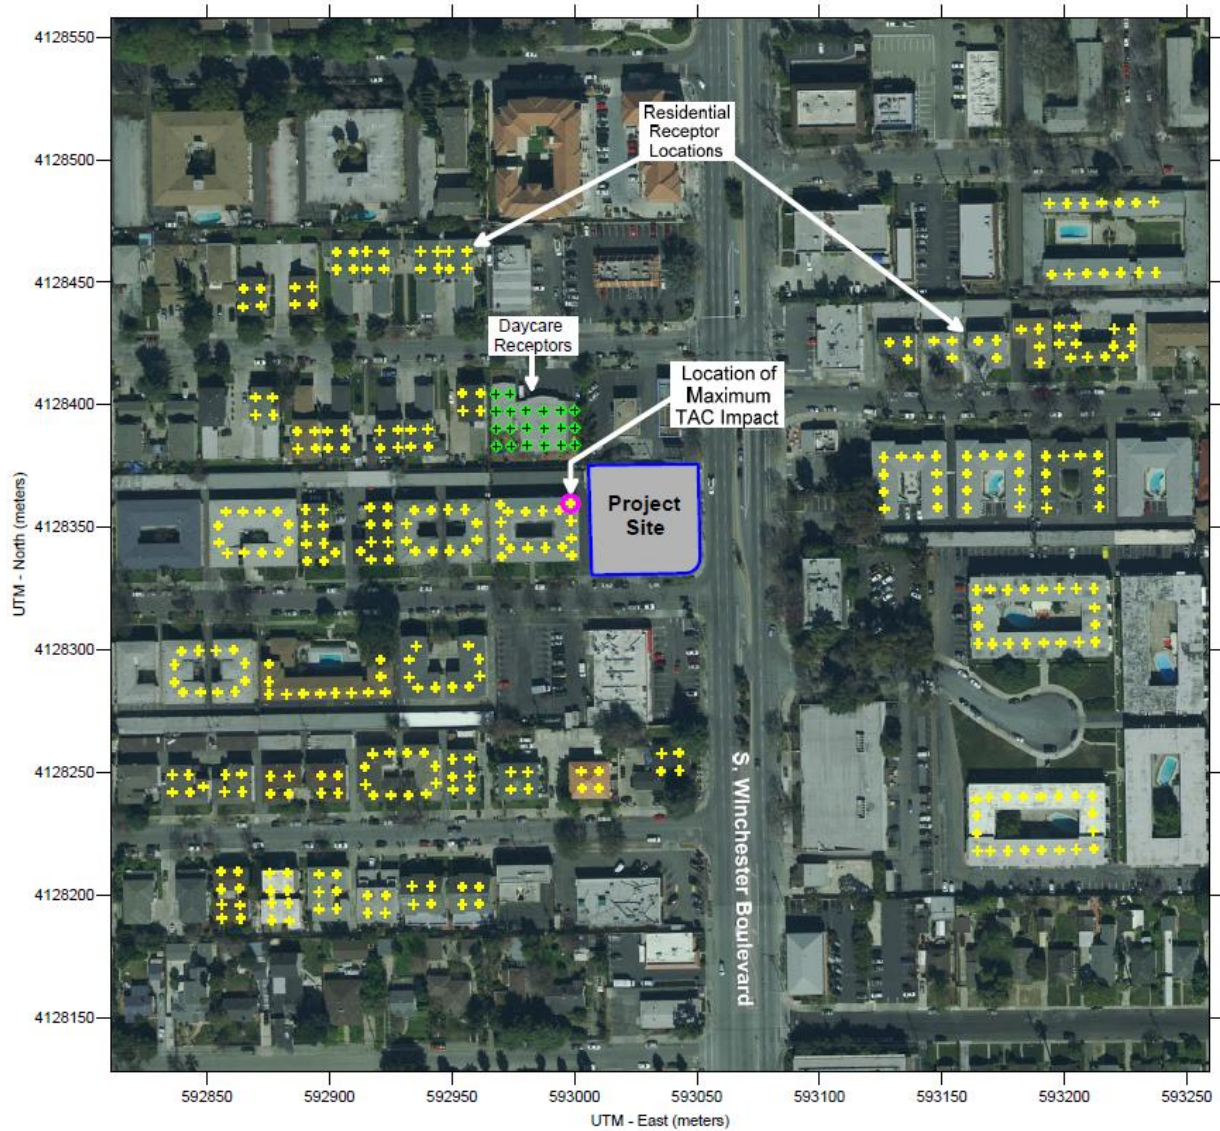 4128550
4128500
4128450
4128400
4128350
4128300
4128250
4128200
4128150
UTM - North (meters)
Residential
Receptor
Locations
Daycare
Receptors
Location of
Maximum
TAC Impact
Project
Site
S. Winchester Boulevard
592850
592900
592950
593000
593050
593100
593150
593200
593250
UTM - East (meters)